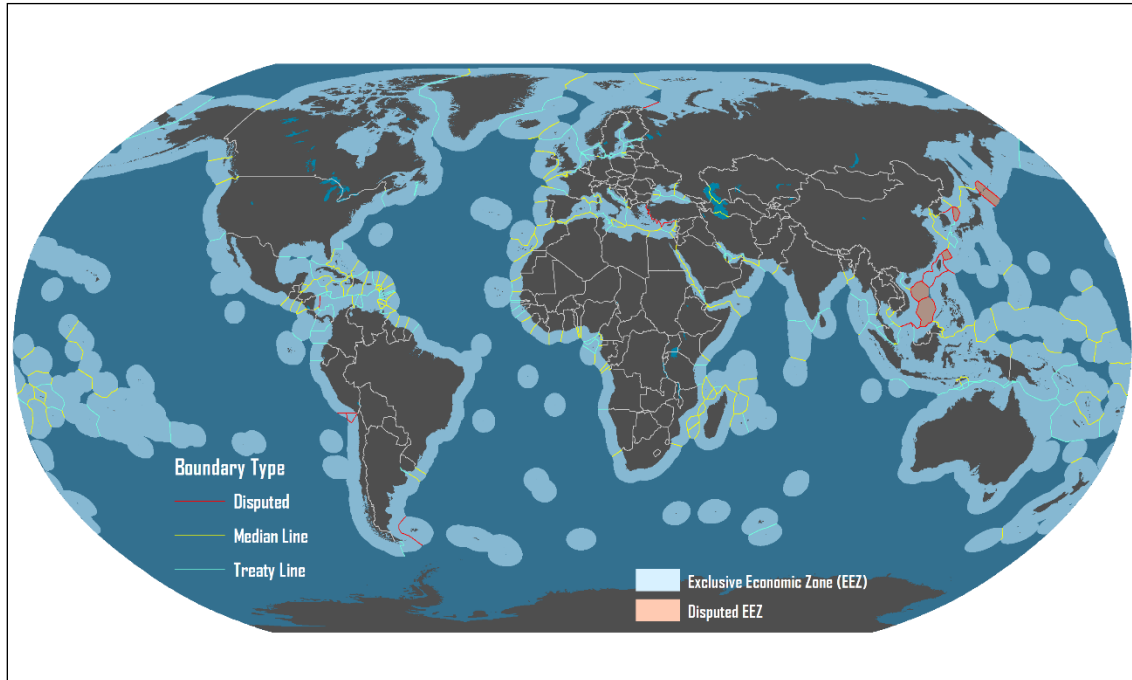 Boundary Type
Disputed
Median Line
Treaty Line
Exclusive Economic Zone (EEZ)
Disputed EEZ